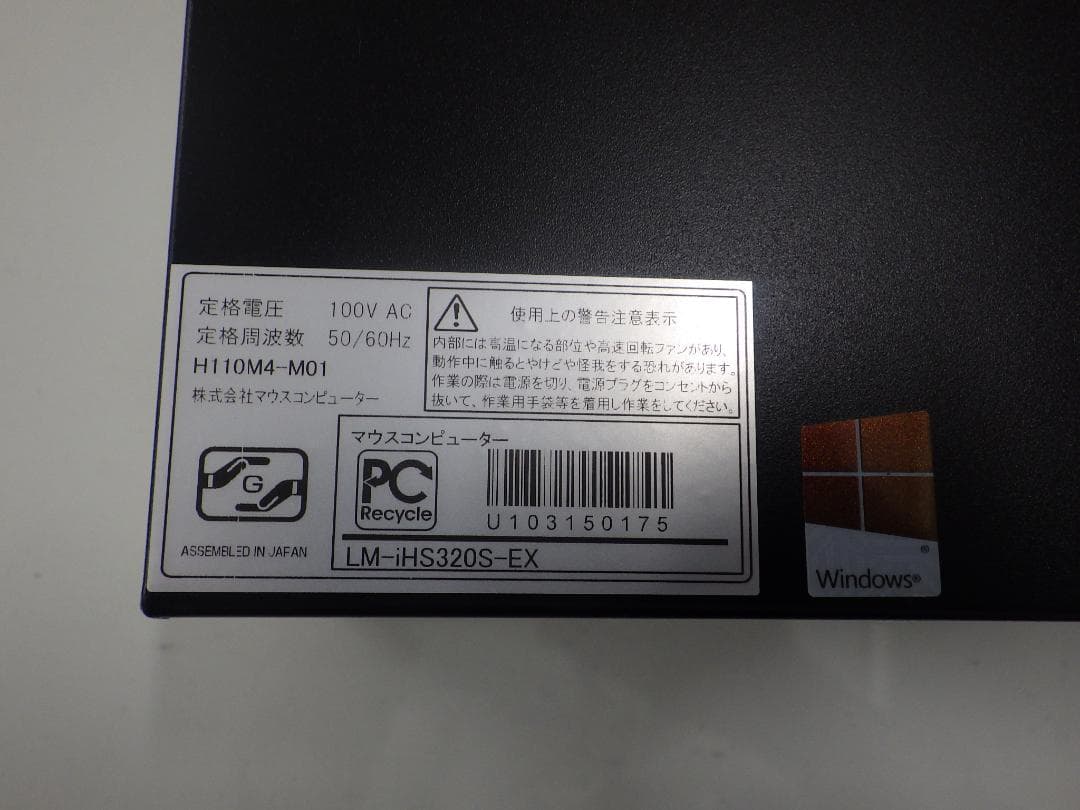 定格電圧 100V AC
定格周波数 50/60Hz
H110M4-M01
株式会社マウスコンピューター
使用上の警告注意表示
内部には高温になる部位や高速回転ファンがあり、
動作中に触るとやけどや怪我をする恐れがあります。
作業の際は電源を切り、電源プラグをコンセントから
抜いて、作業用手袋等を着用し作業をしてください。
G
ASSEMBLED IN JAPAN
マウスコンピューター
PC
Recycle
U103150175
LM-iHS320S-EX
Windows®